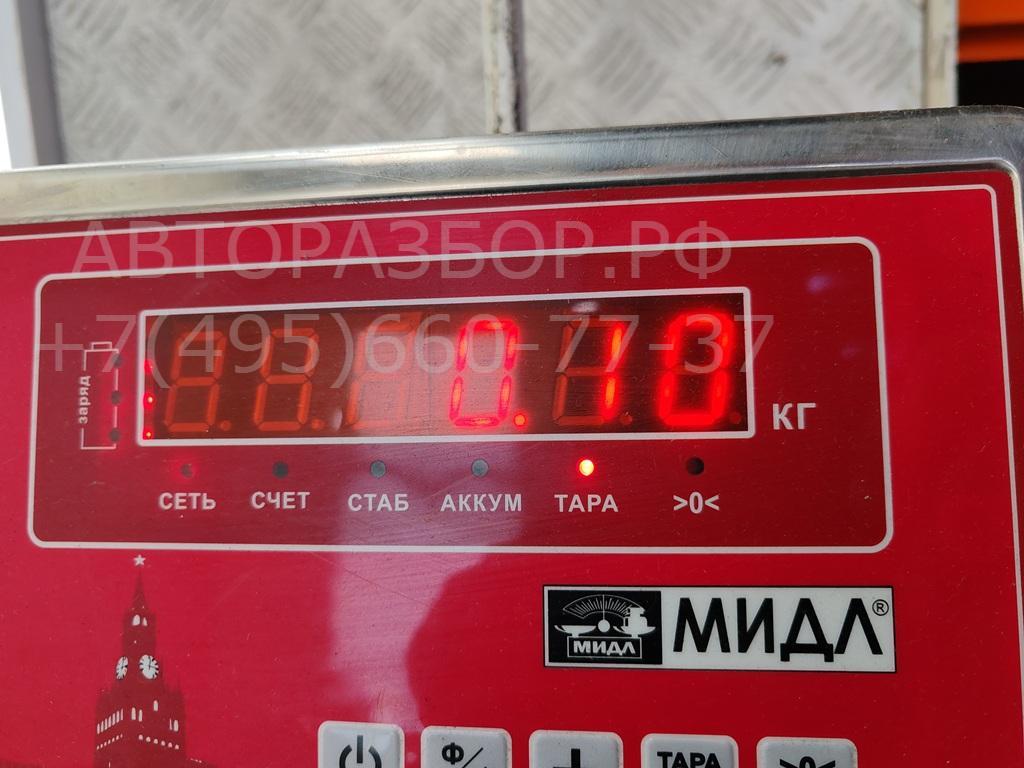 АВТОРАЗБОР.РФ
+7(495)660-77-37
заряд
0.10 КГ
СЕТЬ СЧЕТ СТАБ АККУМ ТАРА >0<
МИДЛ МИДЛ®
Ф/ + ТАРА >0<